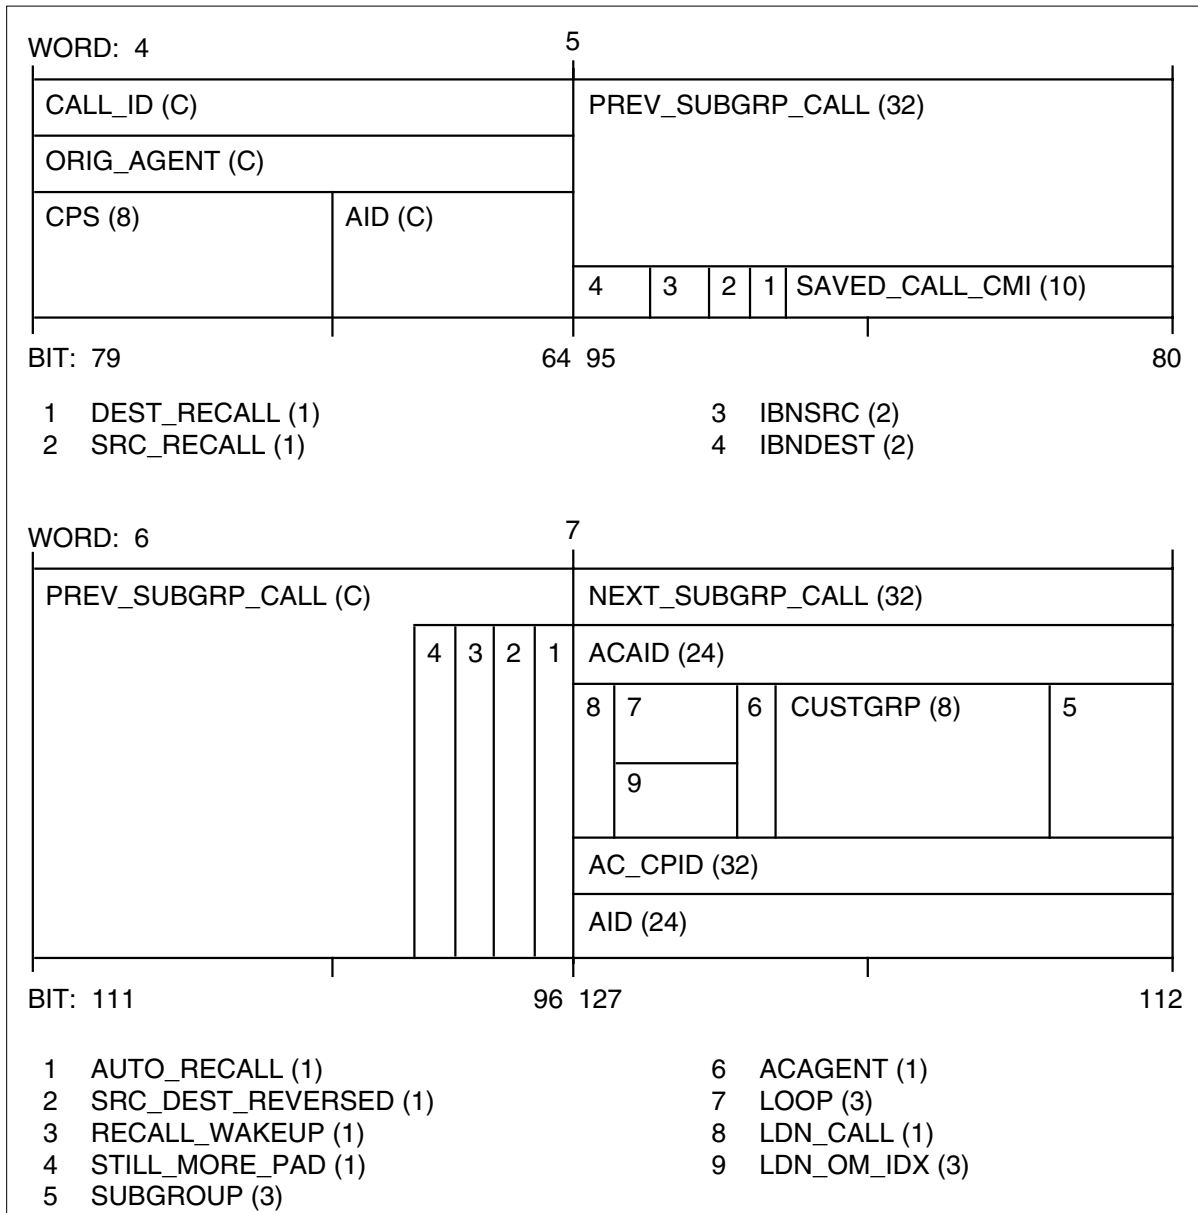 WORD: 4 5
CALL_ID (C) PREV_SUBGRP_CALL (32)
ORIG_AGENT (C)
CPS (8) AID (C)
4 3 2 1 SAVED_CALL_CMI (10)
BIT: 79 64 95 80
1 DEST_RECALL (1) 3 IBNSRC (2)
2 SRC_RECALL (1) 4 IBNDEST (2)
WORD: 6 7
PREV_SUBGRP_CALL (C) NEXT_SUBGRP_CALL (32)
4 3 2 1 ACAID (24)
8 7 6 CUSTGRP (8) 5
9
AC_CPID (32)
AID (24)
BIT: 111 96 127 112
1 AUTO_RECALL (1) 6 ACAGENT (1)
2 SRC_DEST_REVERSED (1) 7 LOOP (3)
3 RECALL_WAKEUP (1) 8 LDN_CALL (1)
4 STILL_MORE_PAD (1) 9 LDN_OM_IDX (3)
5 SUBGROUP (3)